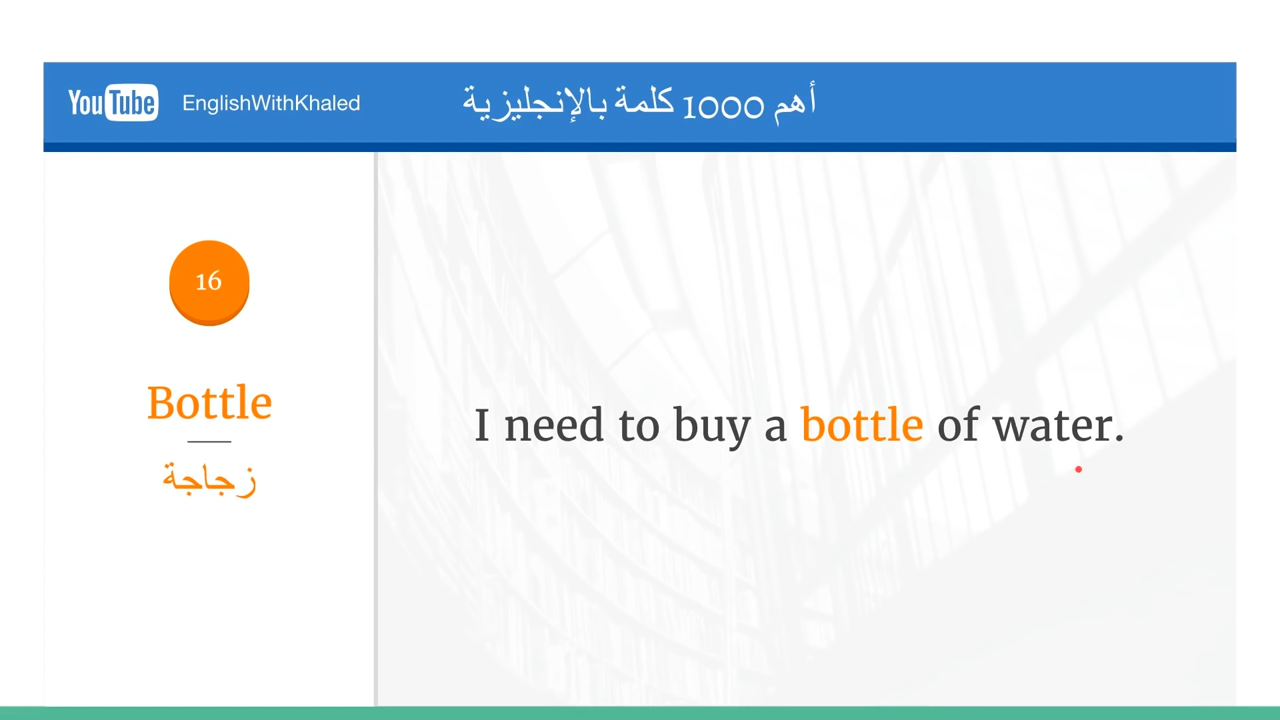 YouTube EnglishWithKhaled
أهم 1000 كلمة بالإنجليزية
16
Bottle
زجاجة
I need to buy a bottle of water.